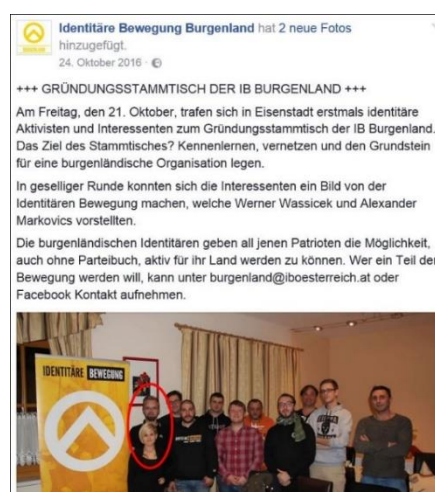 Identitäre Bewegung Burgenland hat 2 neue Fotos
hinzugefügt.
24. Oktober 2016 ·
+++ GRÜNDUNGSSTAMMTISCH DER IB BURGENLAND +++
Am Freitag, den 21. Oktober, trafen sich in Eisenstadt erstmals identitäre
Aktivisten und Interessenten zum Gründungsstammtisch der IB Burgenland.
Das Ziel des Stammtisches? Kennenlernen, vernetzen und den Grundstein
für eine burgenländische Organisation legen.
In geselliger Runde konnten sich die Interessenten ein Bild von der
Identitären Bewegung machen, welche Werner Wassicek und Alexander
Markovics vorstellten.
Die burgenländischen Identitären geben all jenen Patrioten die Möglichkeit,
auch ohne Parteibuch, aktiv für ihr Land werden zu können. Wer ein Teil der
Bewegung werden will, kann unter burgenland@iboesterreich.at oder
Facebook Kontakt aufnehmen.
IDENTITÄRE BEWEGUNG